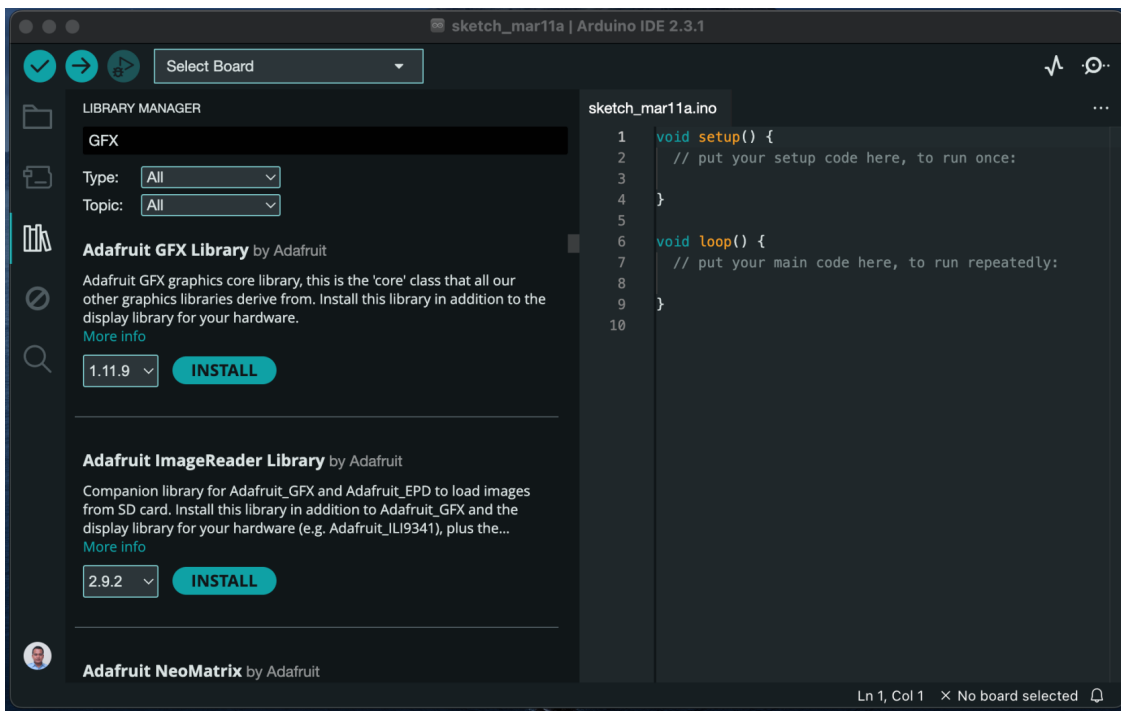 sketch_mar11a | Arduino IDE 2.3.1
Select Board
LIBRARY MANAGER
GFX
Type: All
Topic: All
Adafruit GFX Library by Adafruit
Adafruit GFX graphics core library, this is the 'core' class that all our
other graphics libraries derive from. Install this library in addition to the
display library for your hardware.
More info
1.11.9 INSTALL
Adafruit ImageReader Library by Adafruit
Companion library for Adafruit_GFX and Adafruit_EPD to load images
from SD card. Install this library in addition to Adafruit_GFX and the
display library for your hardware (e.g. Adafruit_ILI9341), plus the...
More info
2.9.2 INSTALL
Adafruit NeoMatrix by Adafruit
sketch_mar11a.ino
1 void setup() {
2 // put your setup code here, to run once:
3
4 }
5
6 void loop() {
7 // put your main code here, to run repeatedly:
8
9 }
10
Ln 1, Col 1 × No board selected